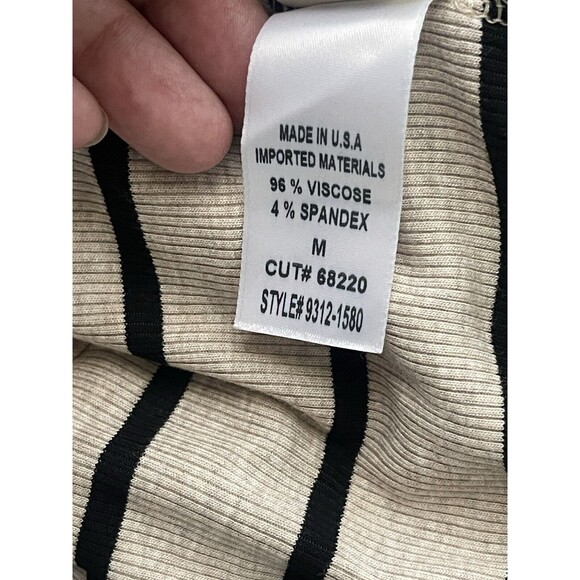 MADE IN U.S.A
IMPORTED MATERIALS
96 % VISCOSE
4 % SPANDEX
M
CUT# 68220
STYLE# 9312-1580